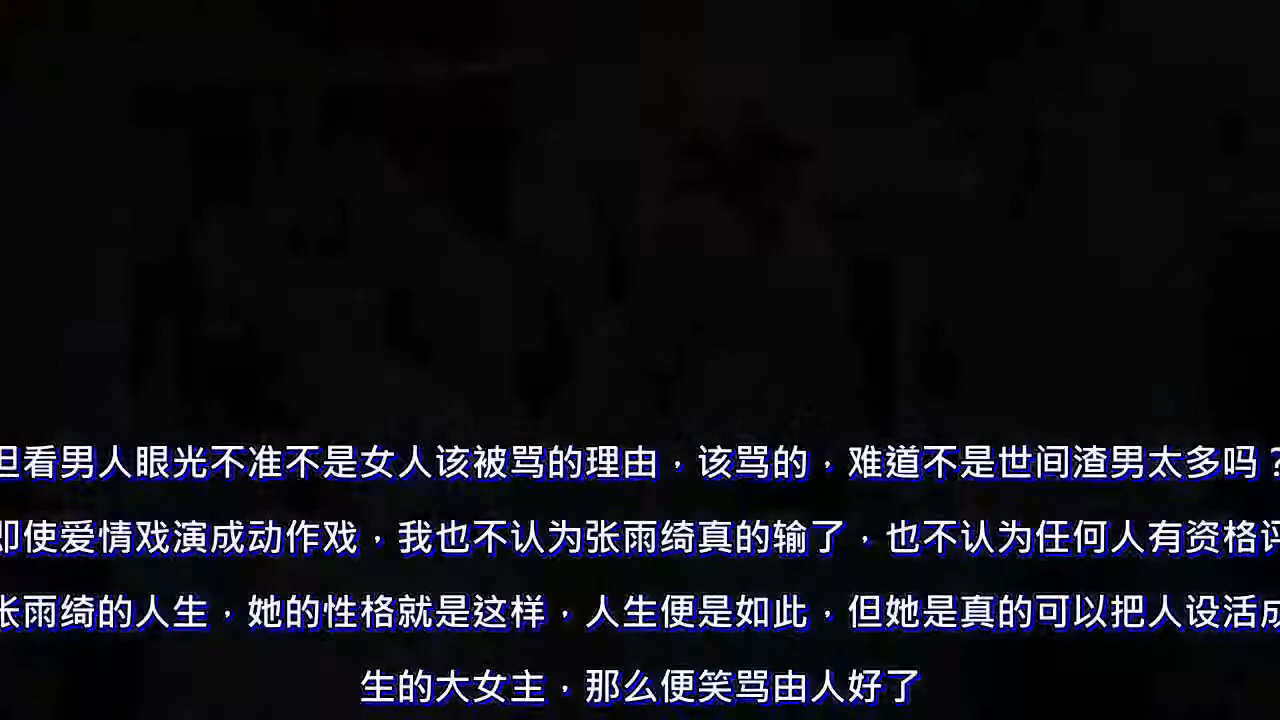 但看男人眼光不准不是女人该被骂的理由，该骂的，难道不是世间渣男太多吗？
即使爱情戏演成动作戏，我也不认为张雨绮真的输了，也不认为任何人有资格评
张雨绮的人生，她的性格就是这样，人生便是如此，但她是真的可以把人设活成
生的大女主，那么便笑骂由人好了